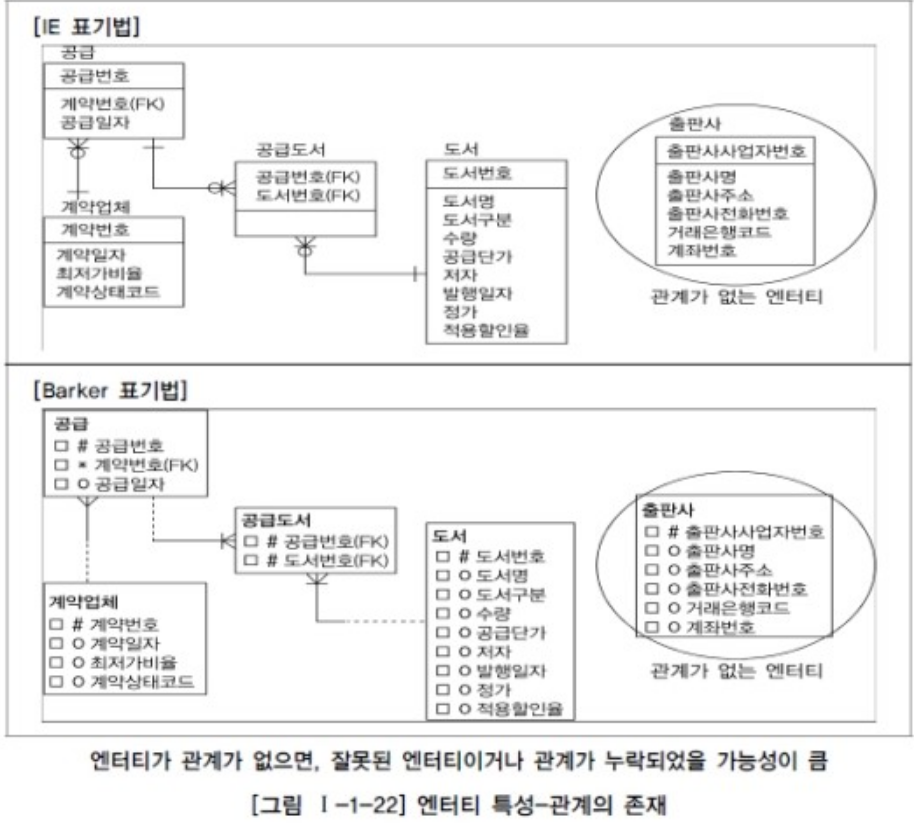 [IE 표기법]
공급
공급번호
계약번호(FK)
공급일자
계약업체
계약번호
계약일자
최저가비율
계약상태코드
공급도서
공급번호(FK)
도서번호(FK)
도서
도서번호
도서명
도서구분
수량
공급단가
저자
발행일자
정가
적용할인율
출판사
출판사사업자번호
출판사명
출판사주소
출판사전화번호
거래은행코드
계좌번호
관계가 없는 엔터티
[Barker 표기법]
공급
□ # 공급번호
□ * 계약번호(FK)
□ O 공급일자
계약업체
□ # 계약번호
□ O 계약일자
□ O 최저가비율
□ O 계약상태코드
공급도서
□ # 공급번호(FK)
□ # 도서번호(FK)
도서
□ # 도서번호
□ O 도서명
□ O 도서구분
□ O 수량
□ O 공급단가
□ O 저자
□ O 발행일자
□ O 정가
□ O 적용할인율
출판사
□ # 출판사사업자번호
□ O 출판사명
□ O 출판사주소
□ O 출판사전화번호
□ O 거래은행코드
□ O 계좌번호
관계가 없는 엔터티
엔터티가 관계가 없으면, 잘못된 엔터티이거나 관계가 누락되었을 가능성이 큼
[그림 Ⅰ-1-22] 엔터티 특성-관계의 존재